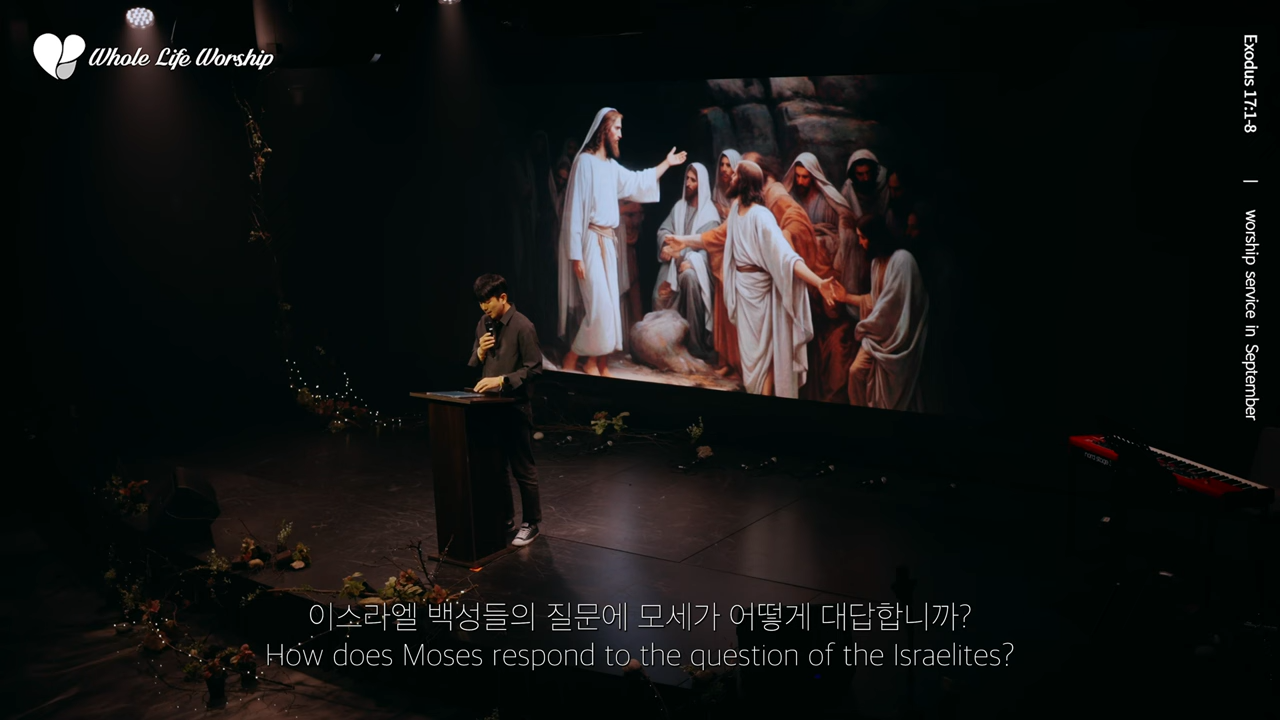 Whole Life Worship
Exodus 17:1-8 | worship service in September
이스라엘 백성들의 질문에 모세가 어떻게 대답합니까?
How does Moses respond to the question of the Israelites?